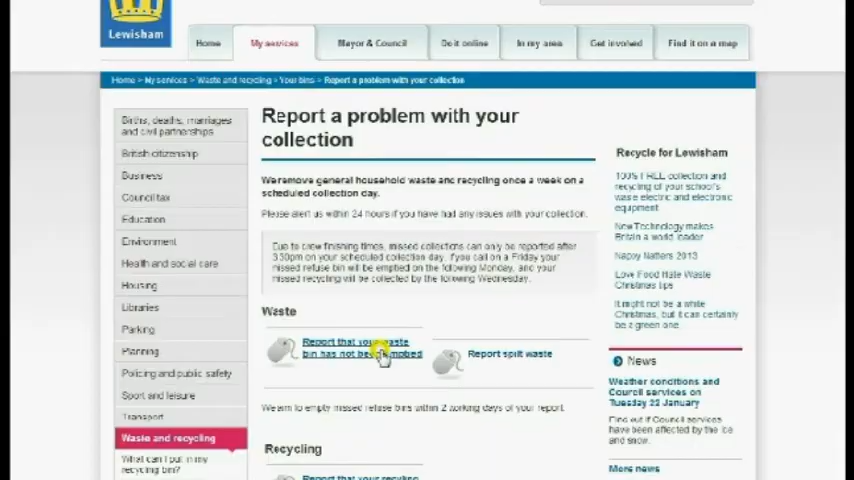 Lewisham
Home
My services
Mayor & Council
Do it online
In my area
Get involved
Find it on a map
Home > My services > Waste and recycling > Your bins > Report a problem with your collection
Births, deaths, marriages
and civil partnerships
British citizenship
Business
Council tax
Education
Environment
Health and social care
Housing
Libraries
Parking
Planning
Policing and public safety
Sport and leisure
Transport
Waste and recycling
What can I put in my
recycling bin?
Report a problem with your
collection
We remove general household waste and recycling once a week on a
scheduled collection day.
Please alert us within 24 hours if you have had any issues with your collection.
Due to crew finishing times, missed collections can only be reported after
3.30pm on your scheduled collection day. If you call on a Friday your
missed refuse bin will be emptied on the following Monday, and your
missed recycling will be collected by the following Wednesday.
Waste
Report that your waste
bin has not been emptied
Report spilt waste
We aim to empty missed refuse bins within 2 working days of your report.
Recycling
Report that your recycling
Recycle for Lewisham
100% FREE collection and
recycling of your school's
waste electric and electronic
equipment
New Technology makes
Britain a world leader
Nappy Natters 2013
Love Food Hate Waste
Christmas tips
It might not be a white
Christmas, but it can certainly
be a green one.
News
Weather conditions and
Council services on
Tuesday 22 January
Find out if Council services
have been affected by the ice
and snow.
More news